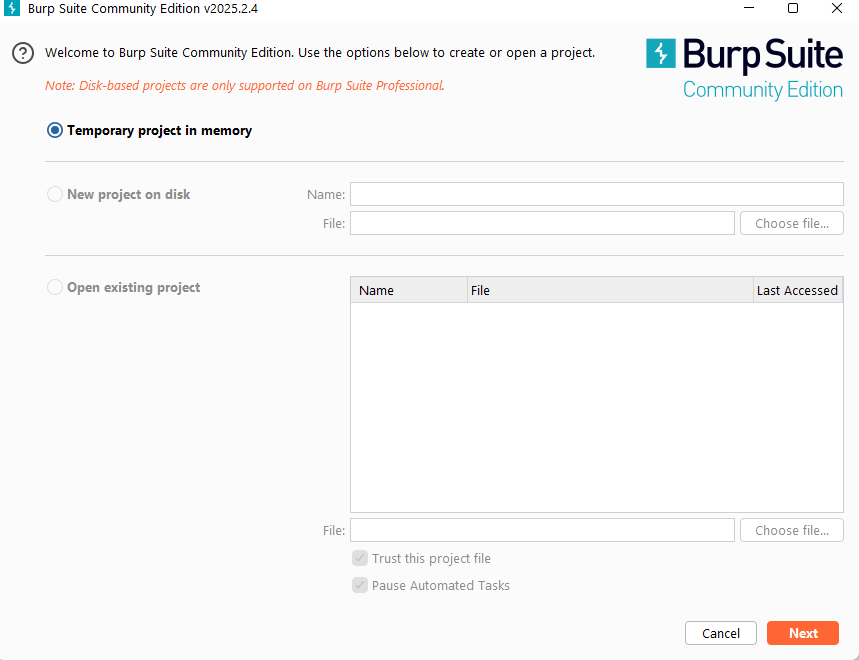 Burp Suite Community Edition v2025.2.4
Welcome to Burp Suite Community Edition. Use the options below to create or open a project.
Note: Disk-based projects are only supported on Burp Suite Professional.
Burp Suite
Community Edition
Temporary project in memory
New project on disk
Name:
File:
Choose file...
Open existing project
Name File Last Accessed
File:
Choose file...
Trust this project file
Pause Automated Tasks
Cancel
Next